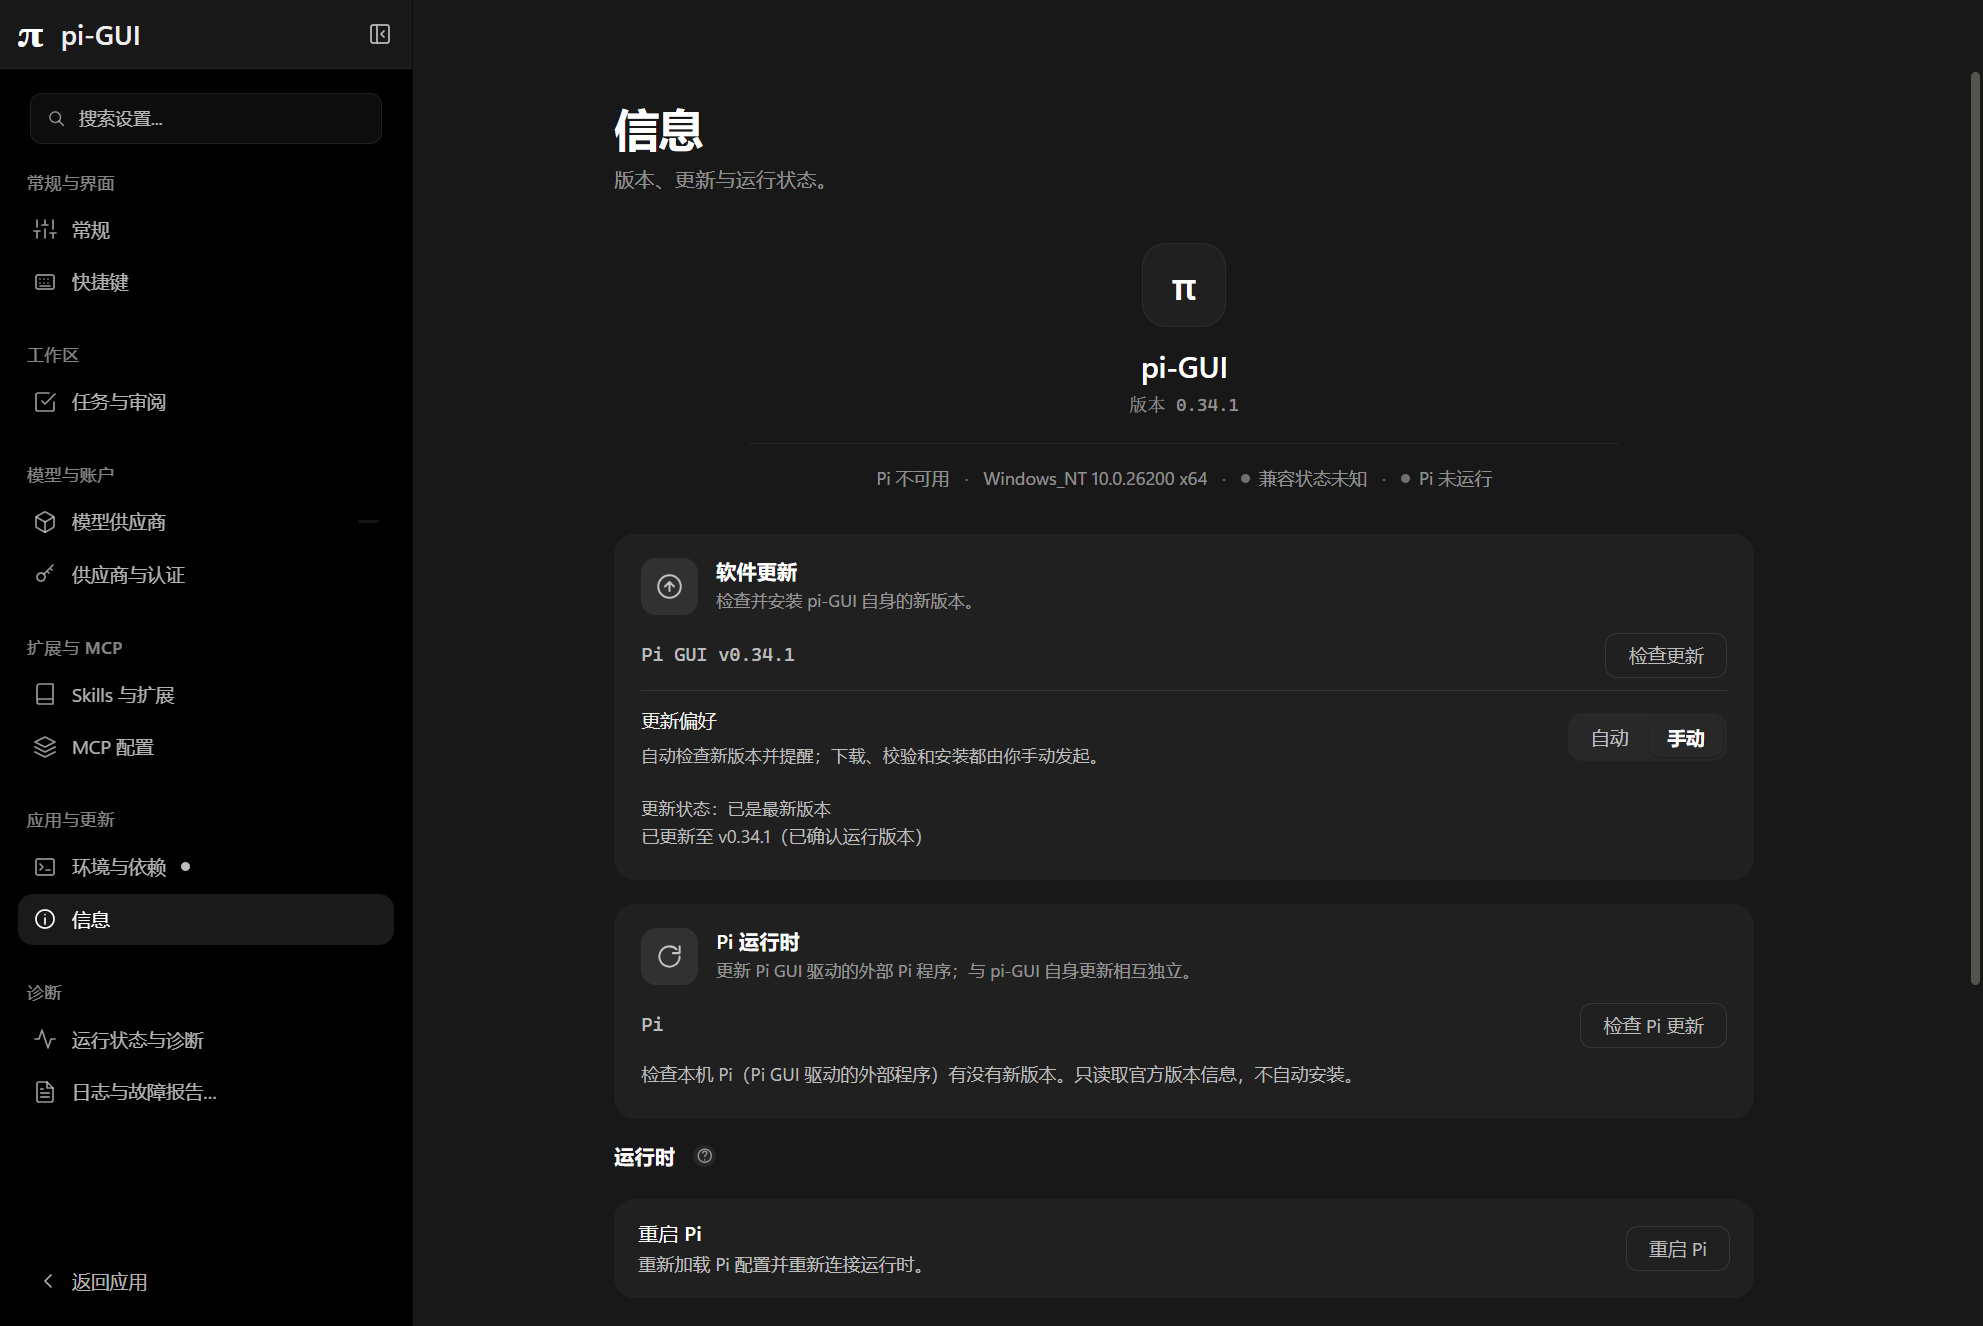 π pi-GUI
搜索设置...
常规与界面
常规
快捷键
工作区
任务与审阅
模型与账户
模型供应商
供应商与认证
扩展与 MCP
Skills 与扩展
MCP 配置
应用与更新
环境与依赖
信息
诊断
运行状态与诊断
日志与故障报告...
返回应用
信息
版本、更新与运行状态。
π
pi-GUI
版本 0.34.1
Pi 不可用 · Windows_NT 10.0.26200 x64 · 兼容状态未知 · Pi 未运行
软件更新
检查并安装 pi-GUI 自身的新版本。
Pi GUI v0.34.1
检查更新
更新偏好
自动检查新版本并提醒；下载、校验和安装都由你手动发起。
自动 手动
更新状态：已是最新版本
已更新至 v0.34.1（已确认运行版本）
Pi 运行时
更新 Pi GUI 驱动的外部 Pi 程序；与 pi-GUI 自身更新相互独立。
Pi
检查 Pi 更新
检查本机 Pi（Pi GUI 驱动的外部程序）有没有新版本。只读取官方版本信息，不自动安装。
运行时
重启 Pi
重新加载 Pi 配置并重新连接运行时。
重启 Pi